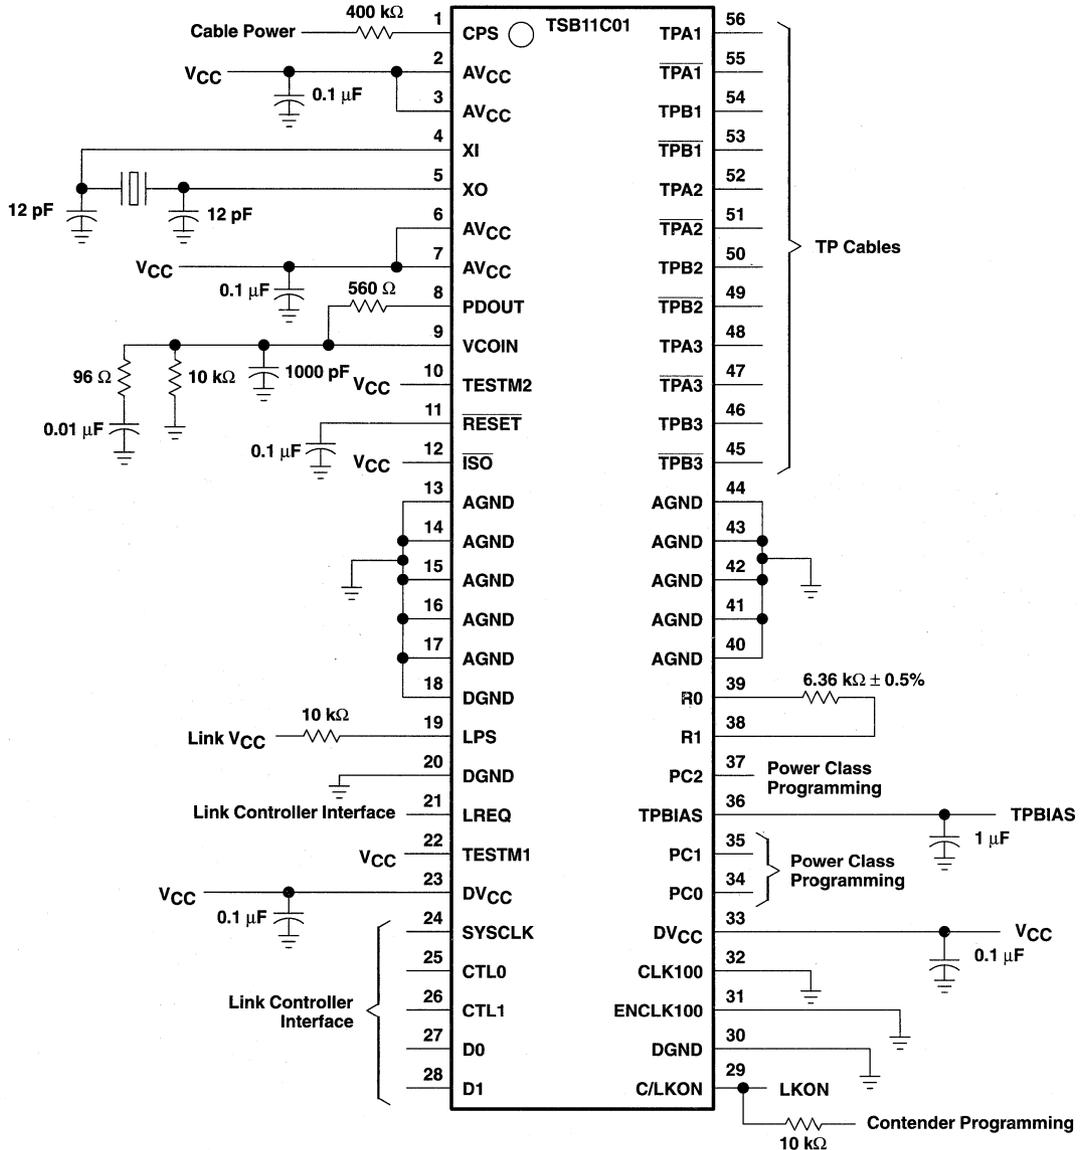 TSB11C01
Cable Power
400 kΩ
1
CPS
VCC
2
AVCC
0.1 µF
3
AVCC
4
XI
5
XO
12 pF
12 pF
6
AVCC
VCC
7
AVCC
0.1 µF
560 Ω
8
PDOUT
9
VCOIN
96 Ω
10 kΩ
1000 pF
0.01 µF
VCC
10
TESTM2
11
RESET
0.1 µF
VCC
12
ISO
13
AGND
14
AGND
15
AGND
16
AGND
17
AGND
18
DGND
10 kΩ
Link VCC
19
LPS
20
DGND
Link Controller Interface
21
LREQ
VCC
22
TESTM1
VCC
23
DVCC
0.1 µF
24
SYSCLK
25
CTL0
Link Controller
Interface
26
CTL1
27
D0
28
D1
56
TPA1
55
TPA1
54
TPB1
53
TPB1
52
TPA2
51
TPA2
TP Cables
50
TPB2
49
TPB2
48
TPA3
47
TPA3
46
TPB3
45
TPB3
44
AGND
43
AGND
42
AGND
41
AGND
40
AGND
39
R0
6.36 kΩ ± 0.5%
38
R1
37
PC2
Power Class
Programming
36
TPBIAS
TPBIAS
1 µF
35
PC1
Power Class
Programming
34
PC0
33
DVCC
VCC
0.1 µF
32
CLK100
31
ENCLK100
30
DGND
29
C/LKON
LKON
Contender Programming
10 kΩ